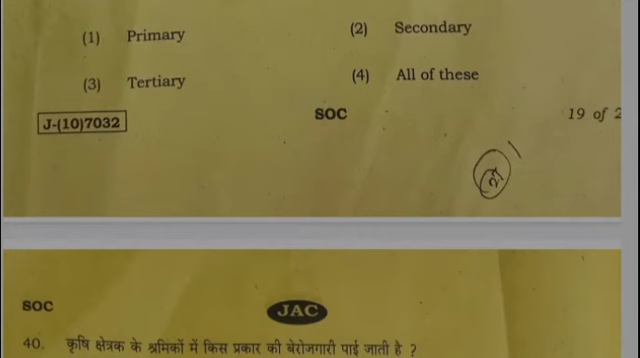 (1) Primary (2) Secondary
(3) Tertiary (4) All of these
J-(10)7032 SOC 19 of 2
SOC JAC
40. कृषि क्षेत्रक के श्रमिकों में किस प्रकार की बेरोजगारी पाई जाती है ?